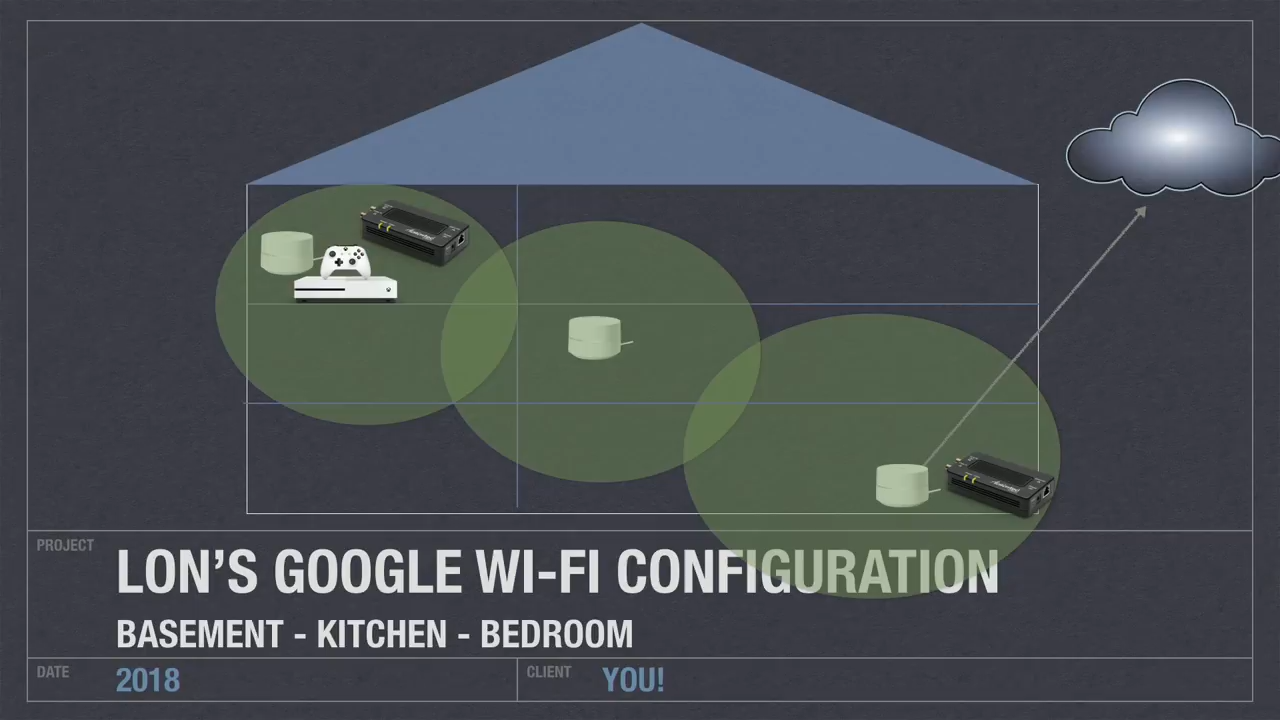 PROJECT
LON'S GOOGLE WI-FI CONFIGURATION
BASEMENT - KITCHEN - BEDROOM
DATE
2018
CLIENT
YOU!